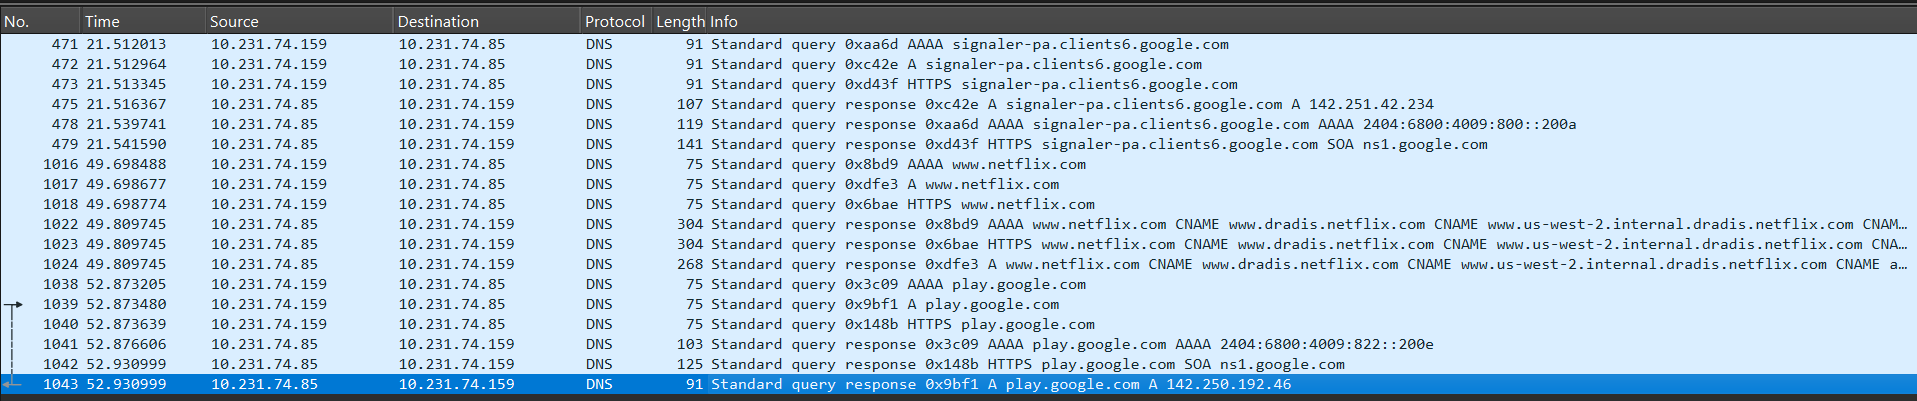 No. Time Source Destination Protocol Length Info
471 21.512013 10.231.74.159 10.231.74.85 DNS 91 Standard query 0xaa6d AAAA signaler-pa.clients6.google.com
472 21.512964 10.231.74.159 10.231.74.85 DNS 91 Standard query 0xc42e A signaler-pa.clients6.google.com
473 21.513345 10.231.74.159 10.231.74.85 DNS 91 Standard query 0xd43f HTTPS signaler-pa.clients6.google.com
475 21.516367 10.231.74.85 10.231.74.159 DNS 107 Standard query response 0xc42e A signaler-pa.clients6.google.com A 142.251.42.234
478 21.539741 10.231.74.85 10.231.74.159 DNS 119 Standard query response 0xaa6d AAAA signaler-pa.clients6.google.com AAAA 2404:6800:4009:800::200a
479 21.541590 10.231.74.85 10.231.74.159 DNS 141 Standard query response 0xd43f HTTPS signaler-pa.clients6.google.com SOA ns1.google.com
1016 49.698488 10.231.74.159 10.231.74.85 DNS 75 Standard query 0x8bd9 AAAA www.netflix.com
1017 49.698677 10.231.74.159 10.231.74.85 DNS 75 Standard query 0xdfe3 A www.netflix.com
1018 49.698774 10.231.74.159 10.231.74.85 DNS 75 Standard query 0x6bae HTTPS www.netflix.com
1022 49.809745 10.231.74.85 10.231.74.159 DNS 304 Standard query response 0x8bd9 AAAA www.netflix.com CNAME www.dradis.netflix.com CNAME www.us-west-2.internal.dradis.netflix.com CNAM…
1023 49.809745 10.231.74.85 10.231.74.159 DNS 304 Standard query response 0x6bae HTTPS www.netflix.com CNAME www.dradis.netflix.com CNAME www.us-west-2.internal.dradis.netflix.com CNA…
1024 49.809745 10.231.74.85 10.231.74.159 DNS 268 Standard query response 0xdfe3 A www.netflix.com CNAME www.dradis.netflix.com CNAME www.us-west-2.internal.dradis.netflix.com CNAME a…
1038 52.873205 10.231.74.159 10.231.74.85 DNS 75 Standard query 0x3c09 AAAA play.google.com
1039 52.873480 10.231.74.159 10.231.74.85 DNS 75 Standard query 0x9bf1 A play.google.com
1040 52.873639 10.231.74.159 10.231.74.85 DNS 75 Standard query 0x148b HTTPS play.google.com
1041 52.876606 10.231.74.85 10.231.74.159 DNS 103 Standard query response 0x3c09 AAAA play.google.com AAAA 2404:6800:4009:822::200e
1042 52.930999 10.231.74.85 10.231.74.159 DNS 125 Standard query response 0x148b HTTPS play.google.com SOA ns1.google.com
1043 52.930999 10.231.74.85 10.231.74.159 DNS 91 Standard query response 0x9bf1 A play.google.com A 142.250.192.46